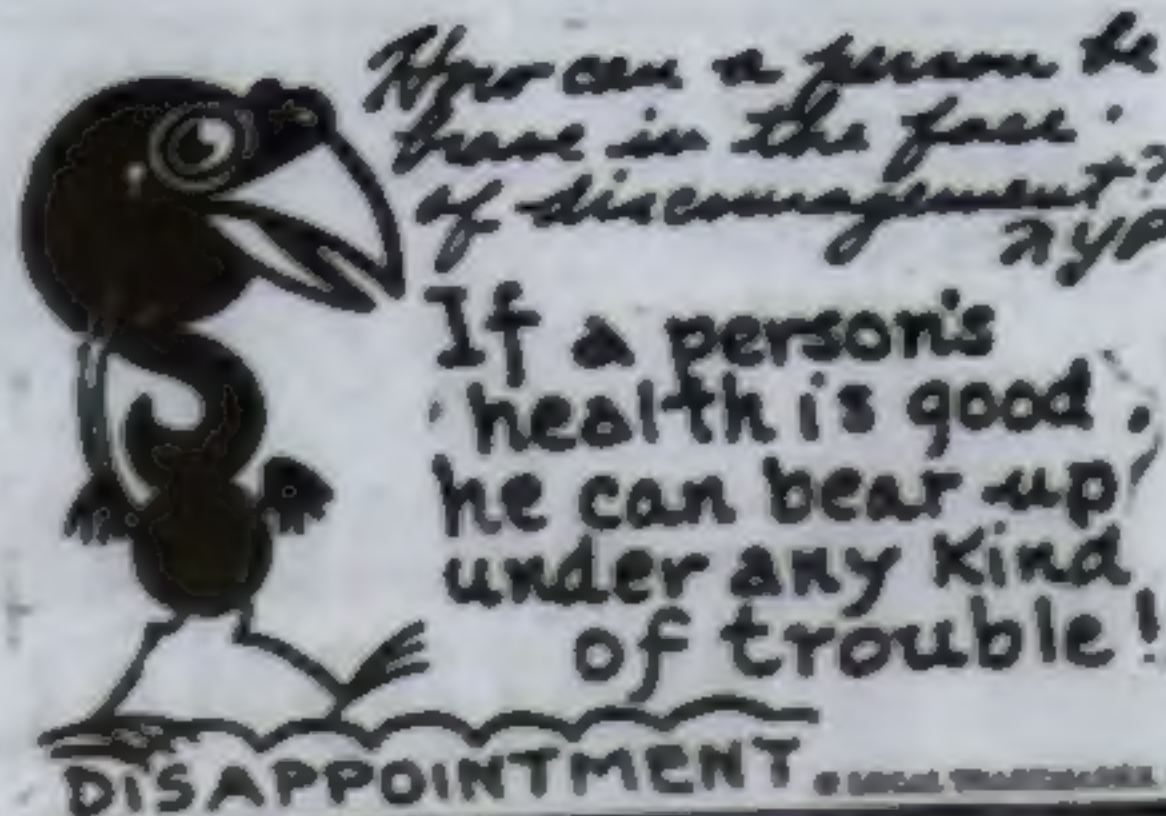 How can a person be
brave in the face
of discouragement?
If a person's
health is good,
he can bear up
under any kind
of trouble!
DISAPPOINTMENT